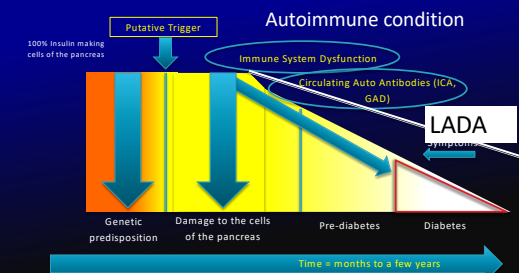 Autoimmune condition
Putative Trigger
100% Insulin making
cells of the pancreas
Immune System Dysfunction
Circulating Auto Antibodies (ICA,
GAD)
LADA
Symptoms
Genetic
predisposition
Damage to the cells
of the pancreas
Pre-diabetes
Diabetes
Time = months to a few years